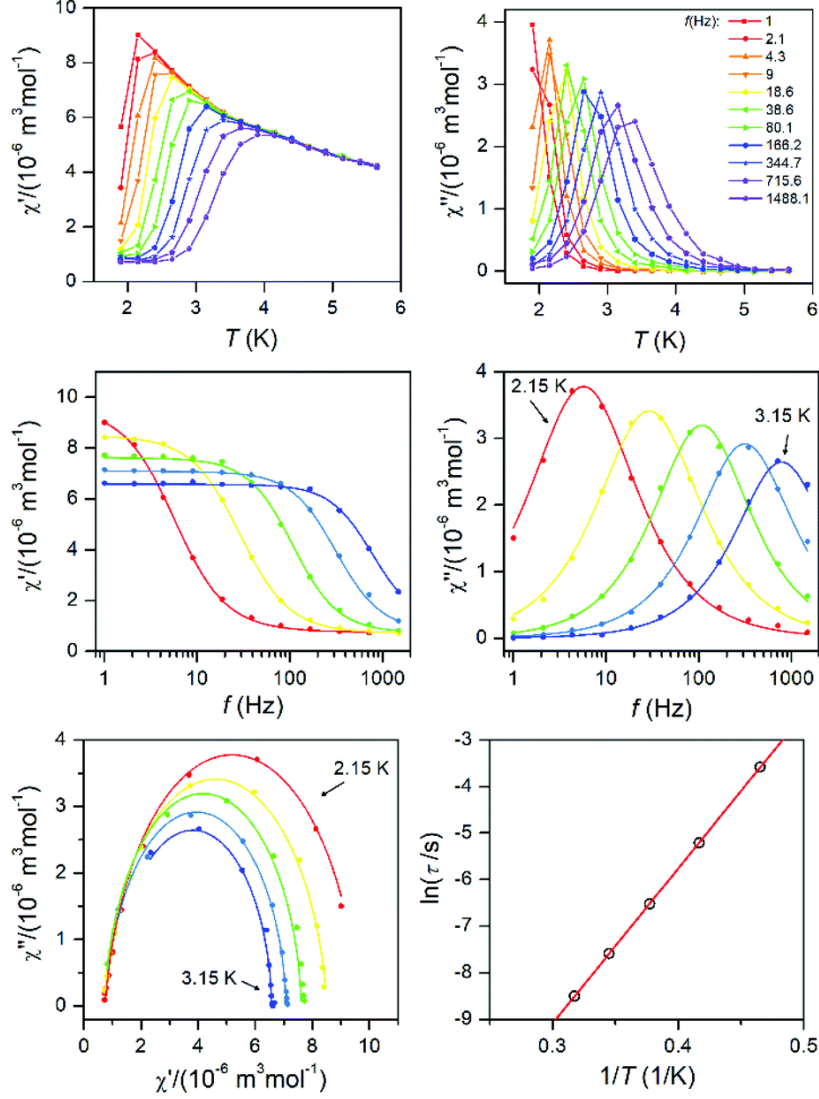 10
8
6
4
2
0
χ'/(10⁻⁶ m³mol⁻¹)
2 3 4 5 6
T (K)
4
3
2
1
0
χ''/(10⁻⁶ m³mol⁻¹)
2 3 4 5 6
T (K)
f(Hz):
1
2.1
4.3
9
18.6
38.6
80.1
166.2
344.7
715.6
1488.1
10
8
6
4
2
0
χ'/(10⁻⁶ m³mol⁻¹)
1 10 100 1000
f (Hz)
4
3
2
1
0
χ''/(10⁻⁶ m³mol⁻¹)
2.15 K
3.15 K
1 10 100 1000
f (Hz)
4
3
2
1
0
χ''/(10⁻⁶ m³mol⁻¹)
2.15 K
3.15 K
0 2 4 6 8 10
χ'/(10⁻⁶ m³mol⁻¹)
-3
-4
-5
-6
-7
-8
-9
ln(τ/s)
0.3 0.4 0.5
1/T (1/K)